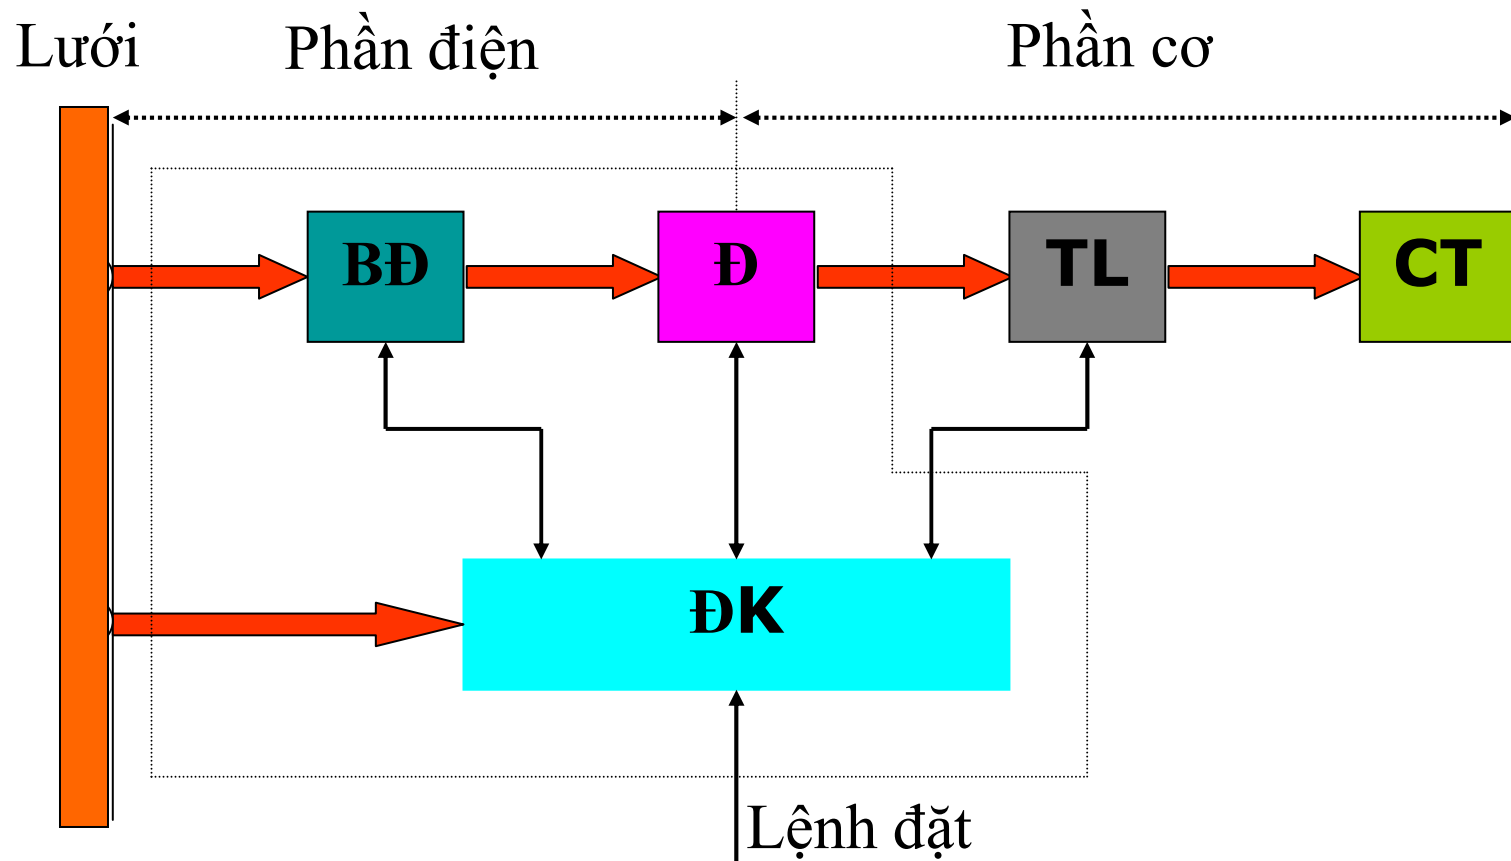 Lưới
Phần điện
Phần cơ
BĐ
Đ
TL
CT
ĐK
Lệnh đặt